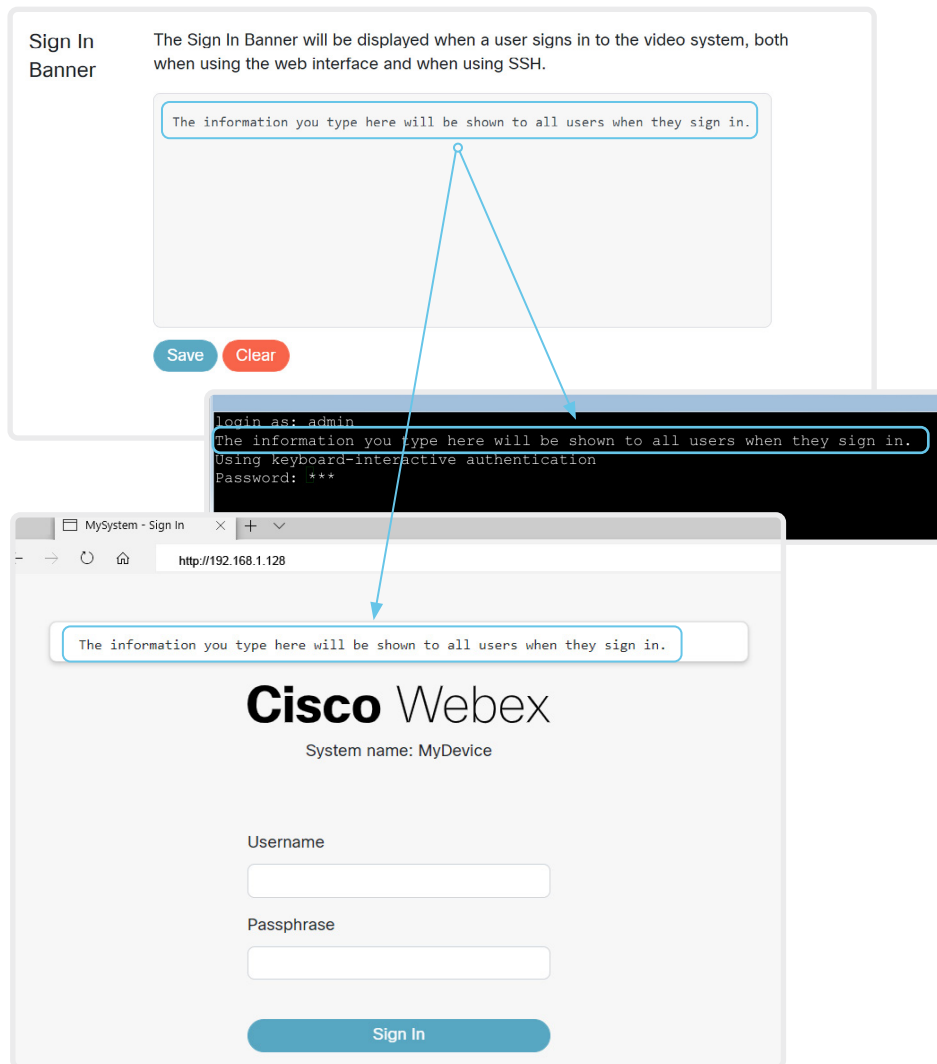 Sign In
Banner
The Sign In Banner will be displayed when a user signs in to the video system, both
when using the web interface and when using SSH.
The information you type here will be shown to all users when they sign in.
Save
Clear
login as: admin
The information you type here will be shown to all users when they sign in.
Using keyboard-interactive authentication
Password: ***
MySystem - Sign In
http://192.168.1.128
The information you type here will be shown to all users when they sign in.
Cisco Webex
System name: MyDevice
Username
Passphrase
Sign In